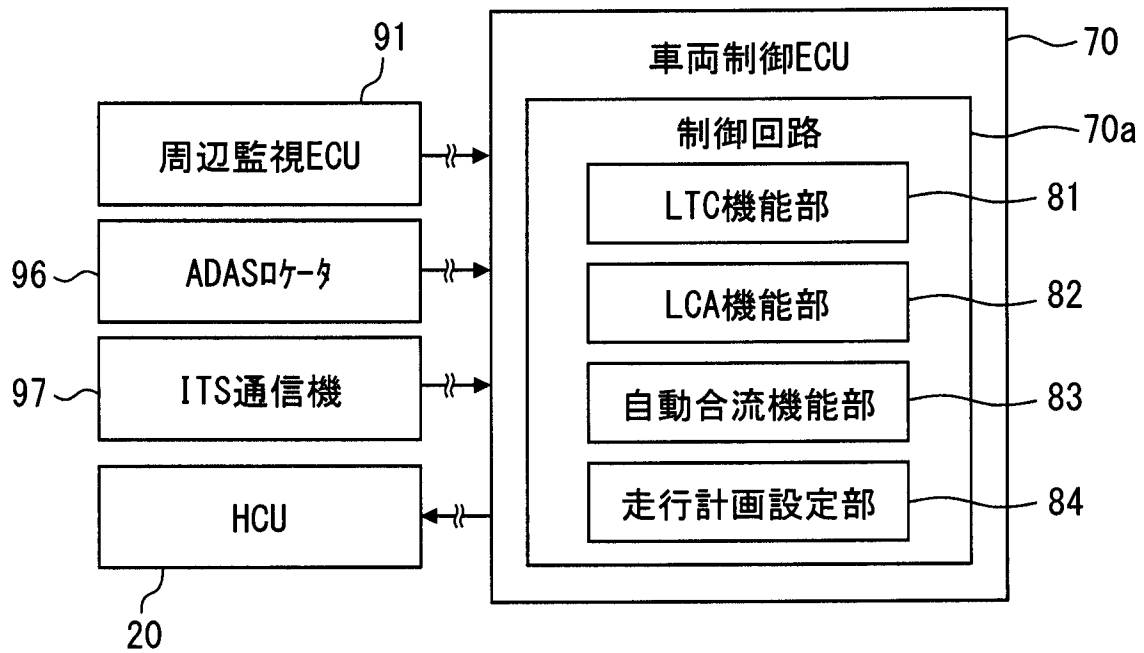 91
周辺監視ECU
96
ADASﾛｹｰﾀ
97
ITS通信機
HCU
20
車両制御ECU
70
制御回路
70a
LTC機能部
81
LCA機能部
82
自動合流機能部
83
走行計画設定部
84